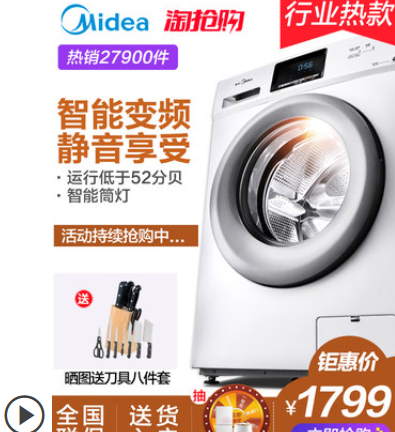 Midea 淘抢购
行业热款
热销27900件
0:56
智能变频
静音享受
· 运行低于52分贝
· 智能筒灯
活动持续抢购中...
送
晒图送刀具八件套
钜惠价
¥1799
抽
全国 送货